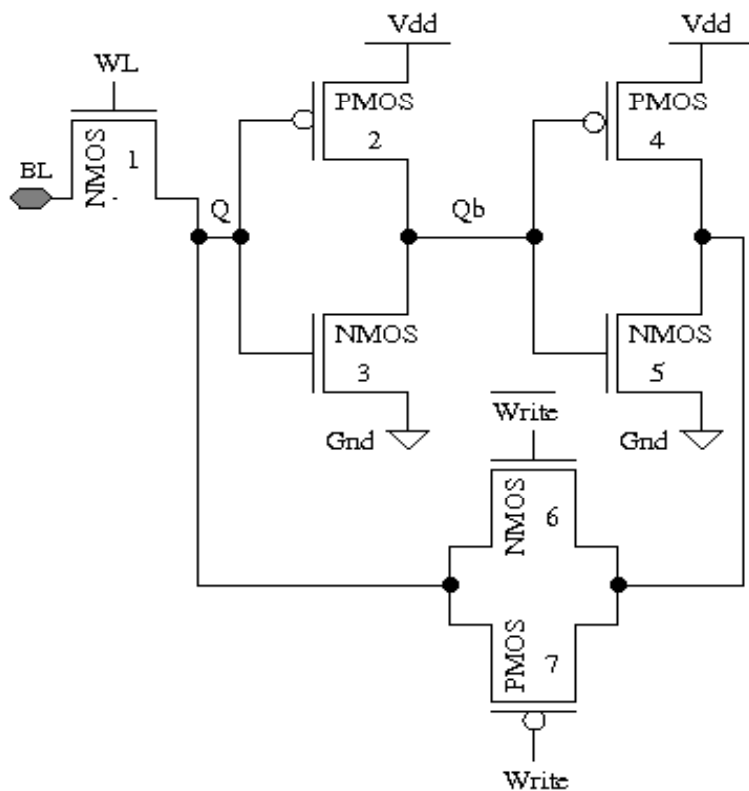 Vdd
Vdd
WL
PMOS
2
PMOS
4
NMOS
1
BL
Q
Qb
NMOS
3
NMOS
5
Gnd
Write
Gnd
NMOS
6
PMOS
7
Write